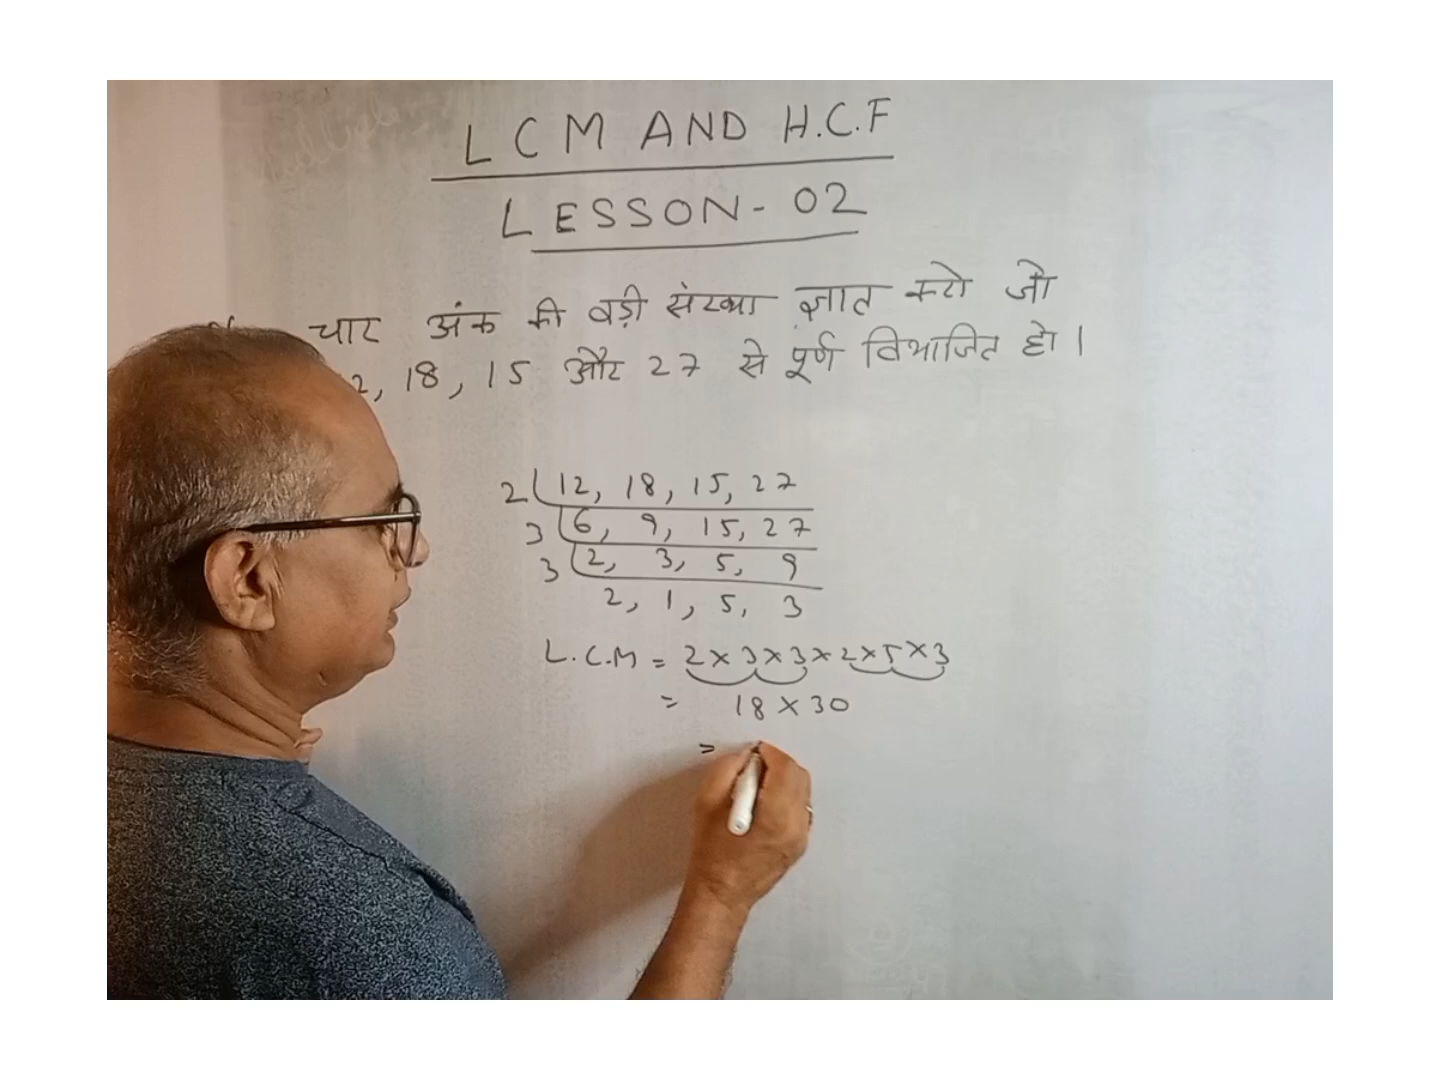 LCM AND H.C.F
LESSON-02
चार अंक की बड़ी संख्या ज्ञात करो जो
2, 18, 15 और 27 से पूर्ण विभाजित हो।
2 12, 18, 15, 27
3 6, 9, 15, 27
3 2, 3, 5, 9
2, 1, 5, 3
L.C.M = 2×3×3×2×5×3
= 18×30
=